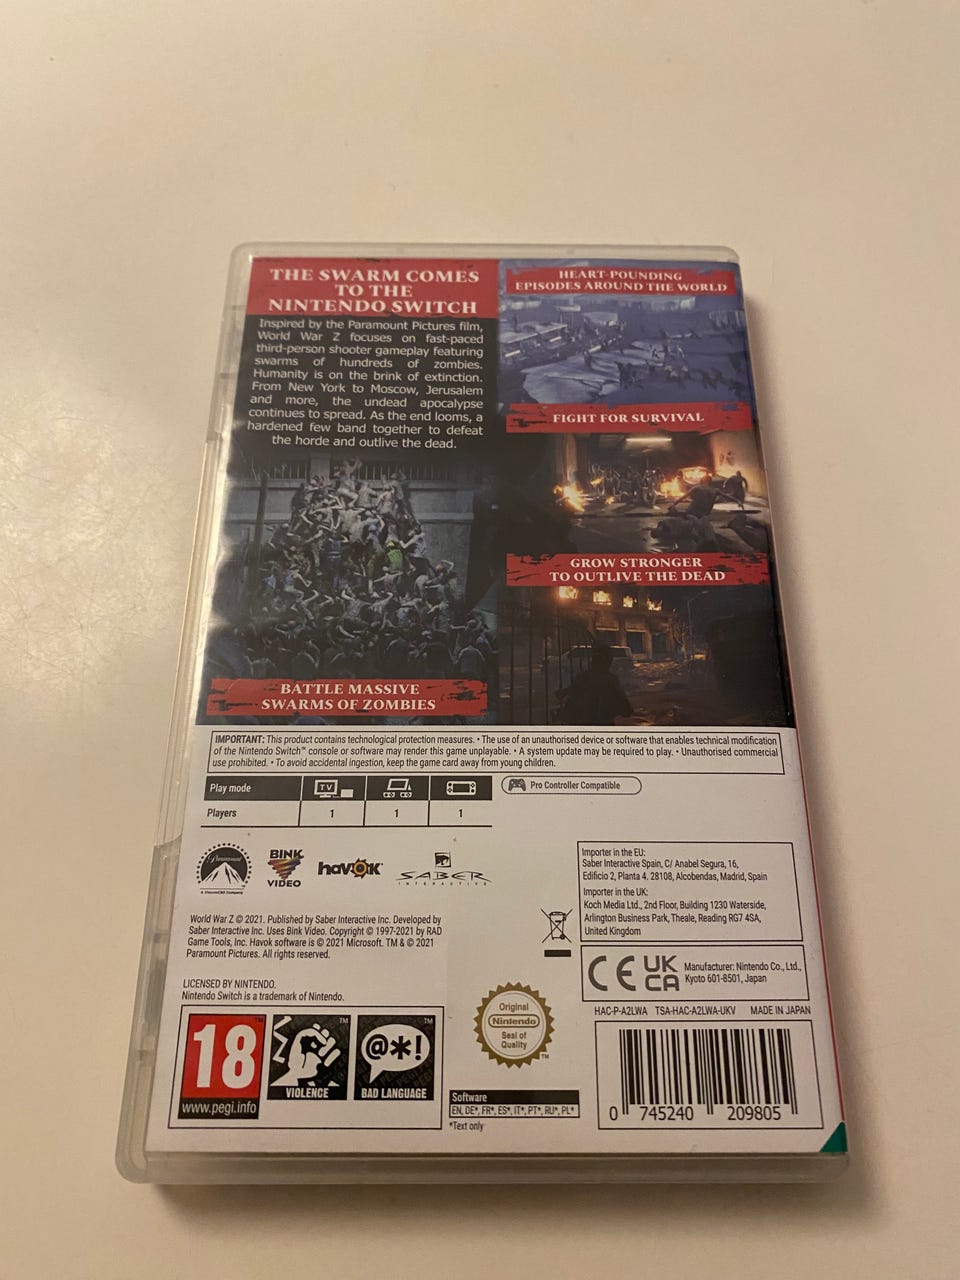 THE SWARM COMES
TO THE
NINTENDO SWITCH
Inspired by the Paramount Pictures film,
World War Z focuses on fast-paced
third-person shooter gameplay featuring
swarms of hundreds of zombies.
Humanity is on the brink of extinction.
From New York to Moscow, Jerusalem
and more, the undead apocalypse
continues to spread. As the end looms, a
hardened few band together to defeat
the horde and outlive the dead.
BATTLE MASSIVE
SWARMS OF ZOMBIES
HEART-POUNDING
EPISODES AROUND THE WORLD
FIGHT FOR SURVIVAL
GROW STRONGER
TO OUTLIVE THE DEAD
IMPORTANT: This product contains technological protection measures. • The use of an unauthorised device or software that enables technical modification
of the Nintendo Switch™ console or software may render this game unplayable. • A system update may be required to play. • Unauthorised commercial
use prohibited. • To avoid accidental ingestion, keep the game card away from young children.
Play mode TV
Players 1 1 1
Pro Controller Compatible
Paramount
A ViacomCBS Company
BINK
VIDEO
havok
SABER
INTERACTIVE
World War Z © 2021. Published by Saber Interactive Inc. Developed by
Saber Interactive Inc. Uses Bink Video. Copyright © 1997-2021 by RAD
Game Tools, Inc. Havok software is © 2021 Microsoft. TM & © 2021
Paramount Pictures. All rights reserved.
LICENSED BY NINTENDO.
Nintendo Switch is a trademark of Nintendo.
Importer in the EU:
Saber Interactive Spain, C/ Anabel Segura, 16,
Edificio 2, Planta 4. 28108, Alcobendas, Madrid, Spain
Importer in the UK:
Koch Media Ltd., 2nd Floor, Building 1230 Waterside,
Arlington Business Park, Theale, Reading RG7 4SA,
United Kingdom
CE UK
CA
Manufacturer: Nintendo Co., Ltd.,
Kyoto 601-8501, Japan
HAC-P-A2LWA TSA-HAC-A2LWA-UKV MADE IN JAPAN
18
www.pegi.info
VIOLENCE
@*!
BAD LANGUAGE
Original
Nintendo
Seal of
Quality
Software
EN, DE*, FR*, ES*, IT*, PT*, RU*, PL*
*Text only
0 745240 209805